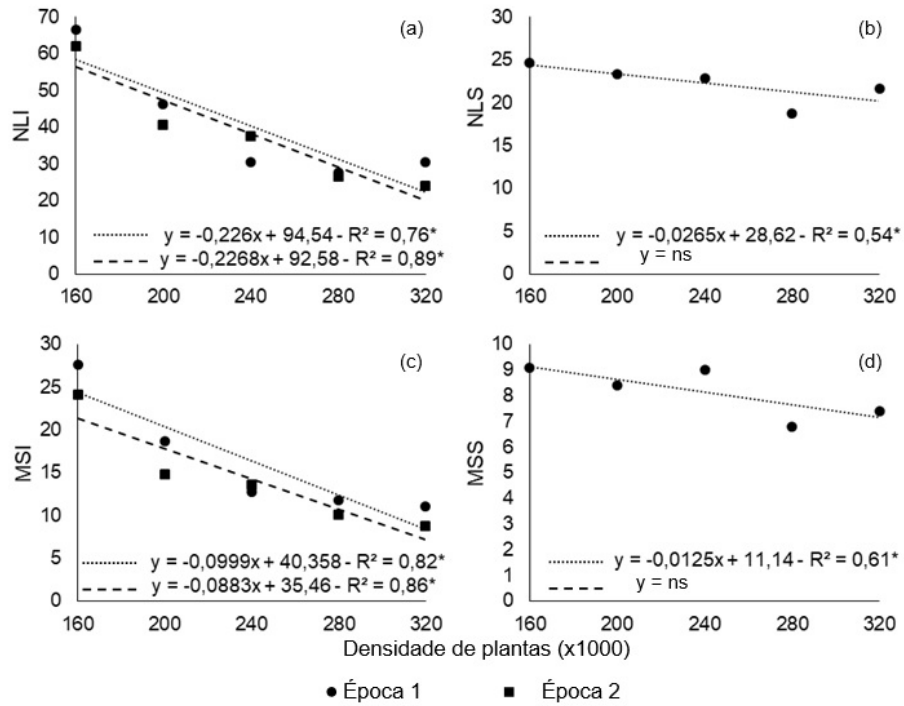 (a)
NLI
70
60
50
40
30
20
10
0
y = -0,226x + 94,54 - R² = 0,76*
y = -0,2268x + 92,58 - R² = 0,89*
160 200 240 280 320
(b)
NLS
30
25
20
15
10
5
0
y = -0,0265x + 28,62 - R² = 0,54*
y = ns
160 200 240 280 320
(c)
MSI
30
25
20
15
10
5
0
y = -0,0999x + 40,358 - R² = 0,82*
y = -0,0883x + 35,46 - R² = 0,86*
160 200 240 280 320
(d)
MSS
10
9
8
7
6
5
4
3
2
1
0
y = -0,0125x + 11,14 - R² = 0,61*
y = ns
160 200 240 280 320
Densidade de plantas (x1000)
Época 1 Época 2